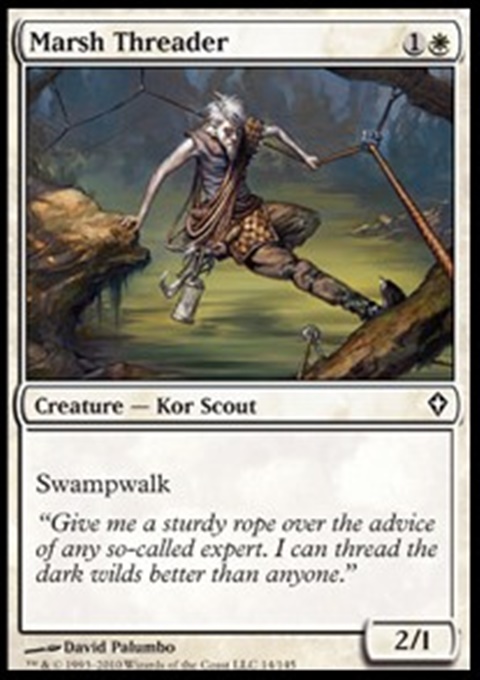 Marsh Threader 1
Creature — Kor Scout
Swampwalk
“Give me a sturdy rope over the advice
of any so-called expert. I can thread the
dark wilds better than anyone.”
David Palumbo
2/1
™ & © 1993–2010 Wizards of the Coast LLC 14/145